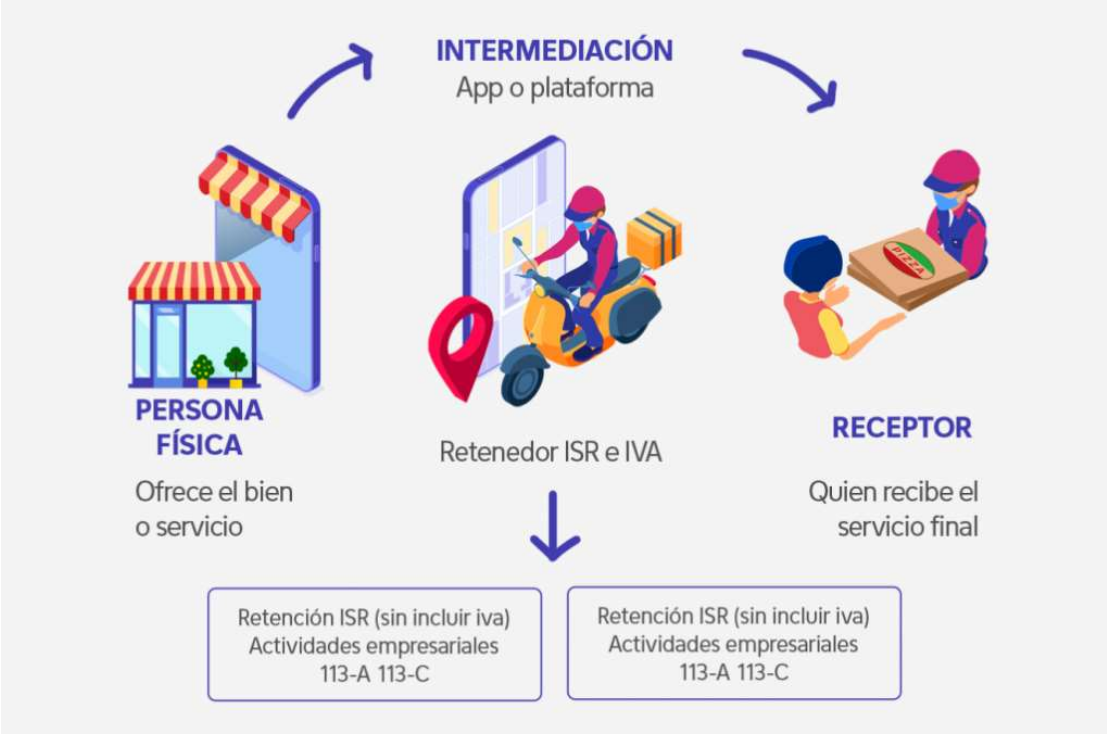 INTERMEDIACIÓN
App o plataforma
PIZZA
PERSONA
FÍSICA
Ofrece el bien
o servicio
Retenedor ISR e IVA
RECEPTOR
Quien recibe el
servicio final
Retención ISR (sin incluir iva)
Actividades empresariales
113-A 113-C
Retención ISR (sin incluir iva)
Actividades empresariales
113-A 113-C